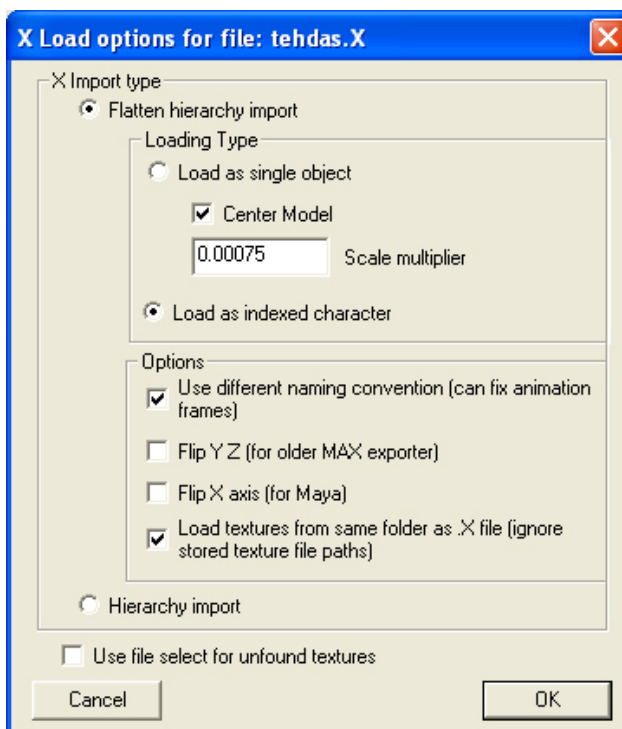 X Load options for file: tehdas.X
X Import type
Flatten hierarchy import
Loading Type
Load as single object
Center Model
0.00075 Scale multiplier
Load as indexed character
Options
Use different naming convention (can fix animation
frames)
Flip Y Z (for older MAX exporter)
Flip X axis (for Maya)
Load textures from same folder as .X file (ignore
stored texture file paths)
Hierarchy import
Use file select for unfound textures
Cancel OK